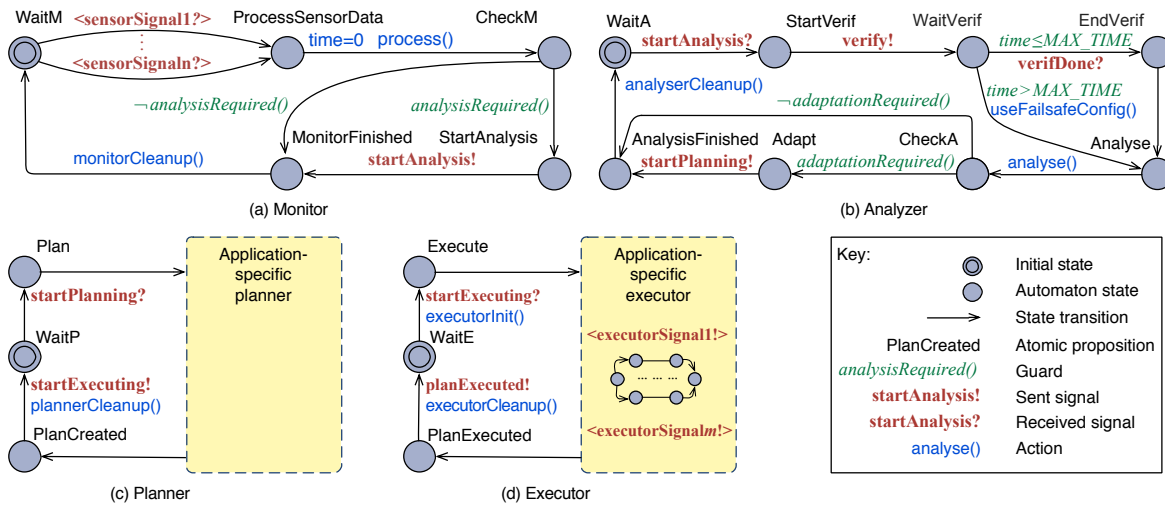 WaitM
<sensorSignal1?>
ProcessSensorData
CheckM
time=0 process()
<sensorSignaln?>
¬analysisRequired()
analysisRequired()
MonitorFinished
StartAnalysis
monitorCleanup()
startAnalysis!
(a) Monitor
WaitA
StartVerif
WaitVerif
EndVerif
startAnalysis?
verify!
time≤MAX_TIME
verifDone?
analyserCleanup()
time>MAX_TIME
¬adaptationRequired()
useFailsafeConfig()
AnalysisFinished
Adapt
CheckA
Analyse
startPlanning!
adaptationRequired()
analyse()
(b) Analyzer
Plan
startPlanning?
WaitP
startExecuting!
plannerCleanup()
PlanCreated
Application-
specific
planner
(c) Planner
Execute
startExecuting?
executorInit()
WaitE
planExecuted!
executorCleanup()
PlanExecuted
Application-
specific
executor
<executorSignal1!>
... ... ...
<executorSignalm!>
(d) Executor
Key:
Initial state
Automaton state
State transition
PlanCreated Atomic proposition
analysisRequired() Guard
startAnalysis! Sent signal
startAnalysis? Received signal
analyse() Action